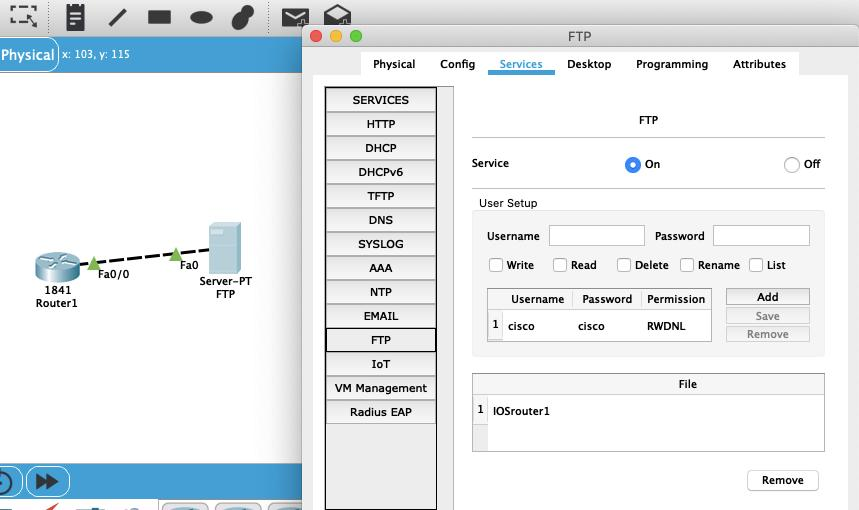 FTP
Physical x: 103, y: 115
Physical Config Services Desktop Programming Attributes
SERVICES
HTTP
DHCP
DHCPv6
TFTP
DNS
SYSLOG
AAA
NTP
EMAIL
FTP
IoT
VM Management
Radius EAP
FTP
Service On Off
User Setup
Username Password
Write Read Delete Rename List
Username Password Permission
1 cisco cisco RWDNL
Add
Save
Remove
File
1 IOSrouter1
Remove
Fa0/0
1841
Router1
Fa0
Server-PT
FTP